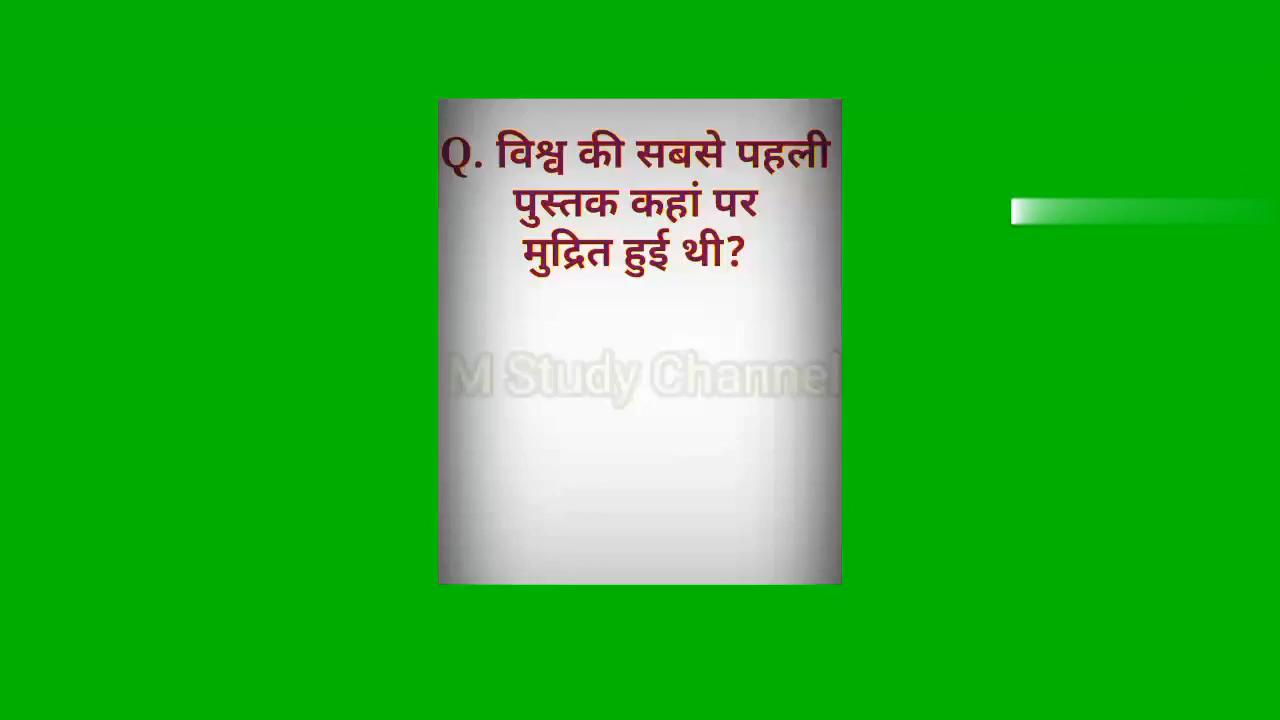 Q. विश्व की सबसे पहली
पुस्तक कहां पर
मुद्रित हुई थी?
M Study Channel